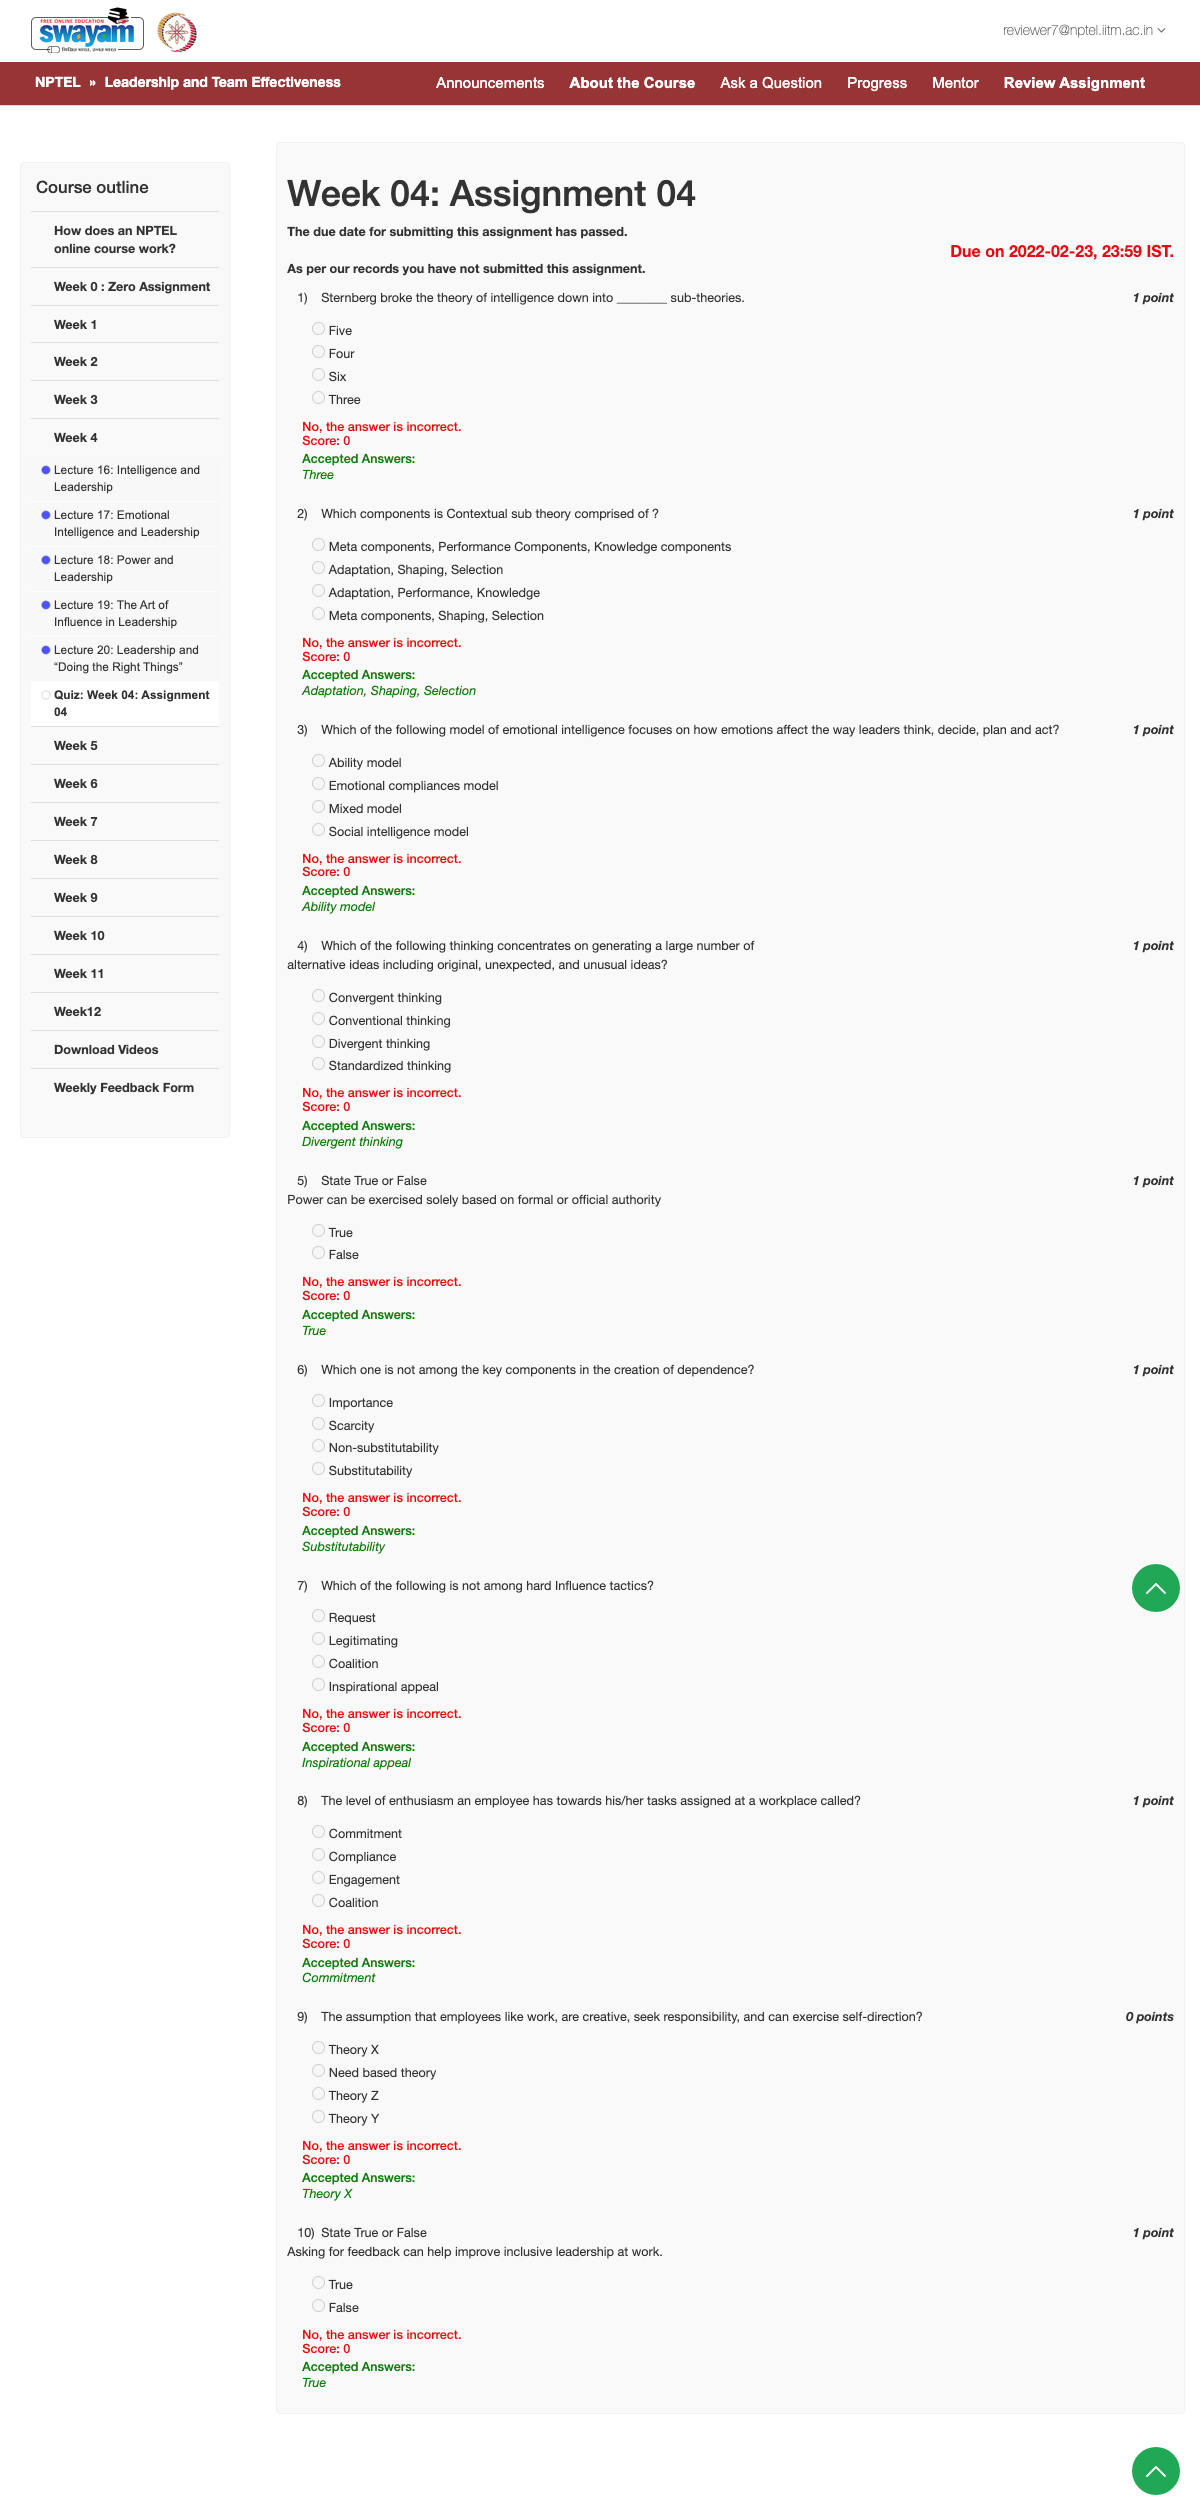 FREE ONLINE EDUCATION
swayam
reviewer7@nptel.iitm.ac.in
NPTEL » Leadership and Team Effectiveness
Announcements About the Course Ask a Question Progress Mentor Review Assignment
Course outline
How does an NPTEL
online course work?
Week 0 : Zero Assignment
Week 1
Week 2
Week 3
Week 4
Lecture 16: Intelligence and
Leadership
Lecture 17: Emotional
Intelligence and Leadership
Lecture 18: Power and
Leadership
Lecture 19: The Art of
Influence in Leadership
Lecture 20: Leadership and
“Doing the Right Things”
Quiz: Week 04: Assignment
04
Week 5
Week 6
Week 7
Week 8
Week 9
Week 10
Week 11
Week12
Download Videos
Weekly Feedback Form
Week 04: Assignment 04
The due date for submitting this assignment has passed.
Due on 2022-02-23, 23:59 IST.
As per our records you have not submitted this assignment.
1) Sternberg broke the theory of intelligence down into ________ sub-theories. 1 point
Five
Four
Six
Three
No, the answer is incorrect.
Score: 0
Accepted Answers:
Three
2) Which components is Contextual sub theory comprised of ? 1 point
Meta components, Performance Components, Knowledge components
Adaptation, Shaping, Selection
Adaptation, Performance, Knowledge
Meta components, Shaping, Selection
No, the answer is incorrect.
Score: 0
Accepted Answers:
Adaptation, Shaping, Selection
3) Which of the following model of emotional intelligence focuses on how emotions affect the way leaders think, decide, plan and act? 1 point
Ability model
Emotional compliances model
Mixed model
Social intelligence model
No, the answer is incorrect.
Score: 0
Accepted Answers:
Ability model
4) Which of the following thinking concentrates on generating a large number of 1 point
alternative ideas including original, unexpected, and unusual ideas?
Convergent thinking
Conventional thinking
Divergent thinking
Standardized thinking
No, the answer is incorrect.
Score: 0
Accepted Answers:
Divergent thinking
5) State True or False 1 point
Power can be exercised solely based on formal or official authority
True
False
No, the answer is incorrect.
Score: 0
Accepted Answers:
True
6) Which one is not among the key components in the creation of dependence? 1 point
Importance
Scarcity
Non-substitutability
Substitutability
No, the answer is incorrect.
Score: 0
Accepted Answers:
Substitutability
7) Which of the following is not among hard Influence tactics?
Request
Legitimating
Coalition
Inspirational appeal
No, the answer is incorrect.
Score: 0
Accepted Answers:
Inspirational appeal
8) The level of enthusiasm an employee has towards his/her tasks assigned at a workplace called? 1 point
Commitment
Compliance
Engagement
Coalition
No, the answer is incorrect.
Score: 0
Accepted Answers:
Commitment
9) The assumption that employees like work, are creative, seek responsibility, and can exercise self-direction? 0 points
Theory X
Need based theory
Theory Z
Theory Y
No, the answer is incorrect.
Score: 0
Accepted Answers:
Theory X
10) State True or False 1 point
Asking for feedback can help improve inclusive leadership at work.
True
False
No, the answer is incorrect.
Score: 0
Accepted Answers:
True